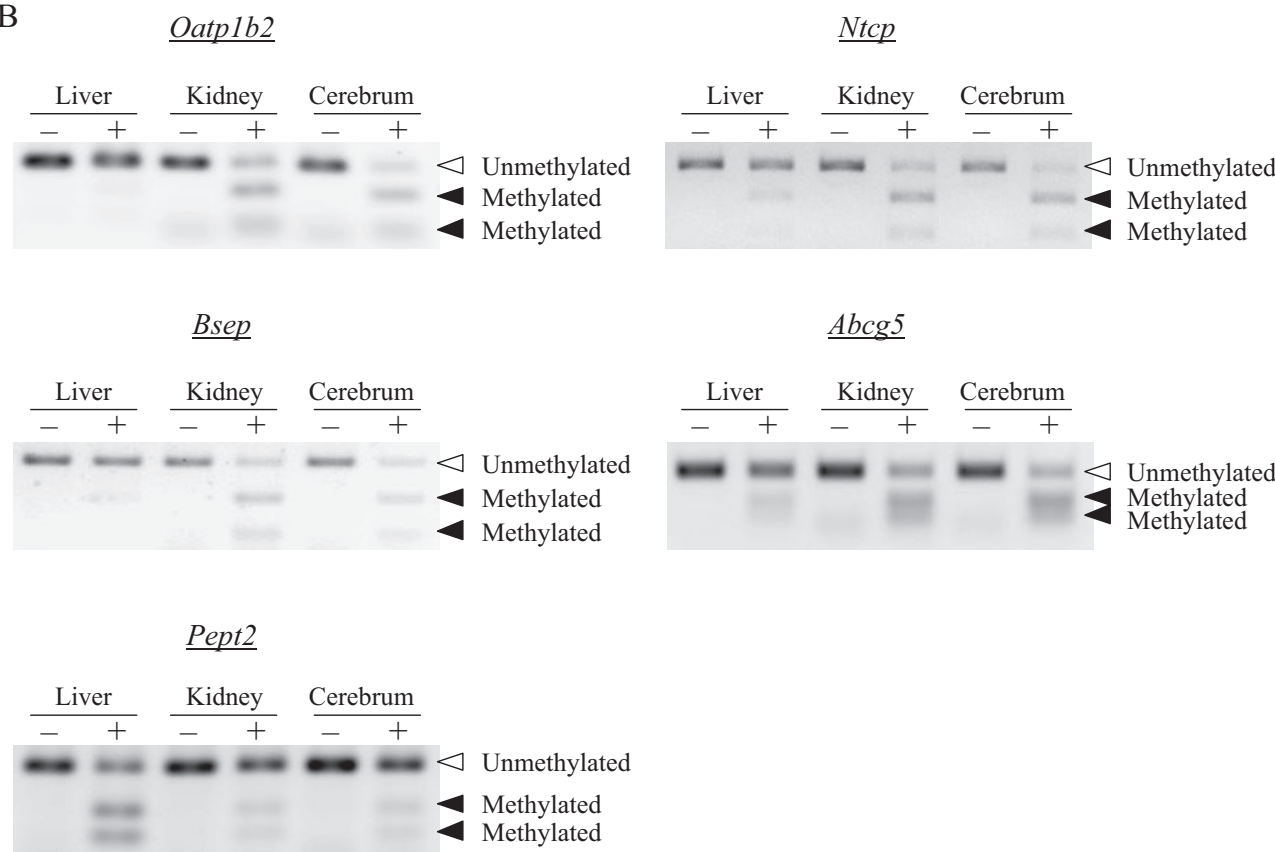 B
Oatp1b2
Liver Kidney Cerebrum
– + – + – +
Unmethylated
Methylated
Methylated
Ntcp
Liver Kidney Cerebrum
– + – + – +
Unmethylated
Methylated
Methylated
Bsep
Liver Kidney Cerebrum
– + – + – +
Unmethylated
Methylated
Methylated
Abcg5
Liver Kidney Cerebrum
– + – + – +
Unmethylated
Methylated
Methylated
Pept2
Liver Kidney Cerebrum
– + – + – +
Unmethylated
Methylated
Methylated